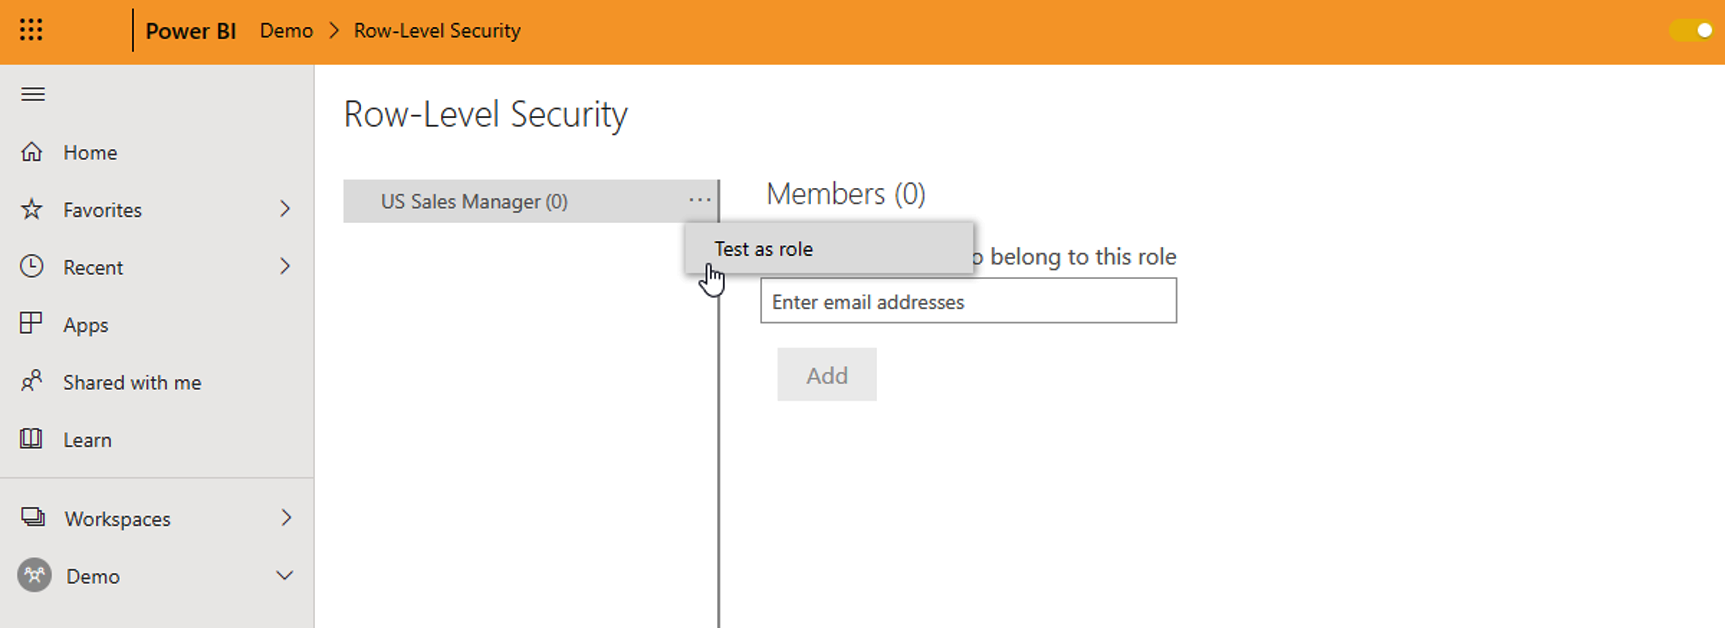 Power BI Demo > Row-Level Security
Row-Level Security
Home
Favorites
Recent
Apps
Shared with me
Learn
Workspaces
Demo
US Sales Manager (0) ...
Test as role
Members (0)
belong to this role
Enter email addresses
Add